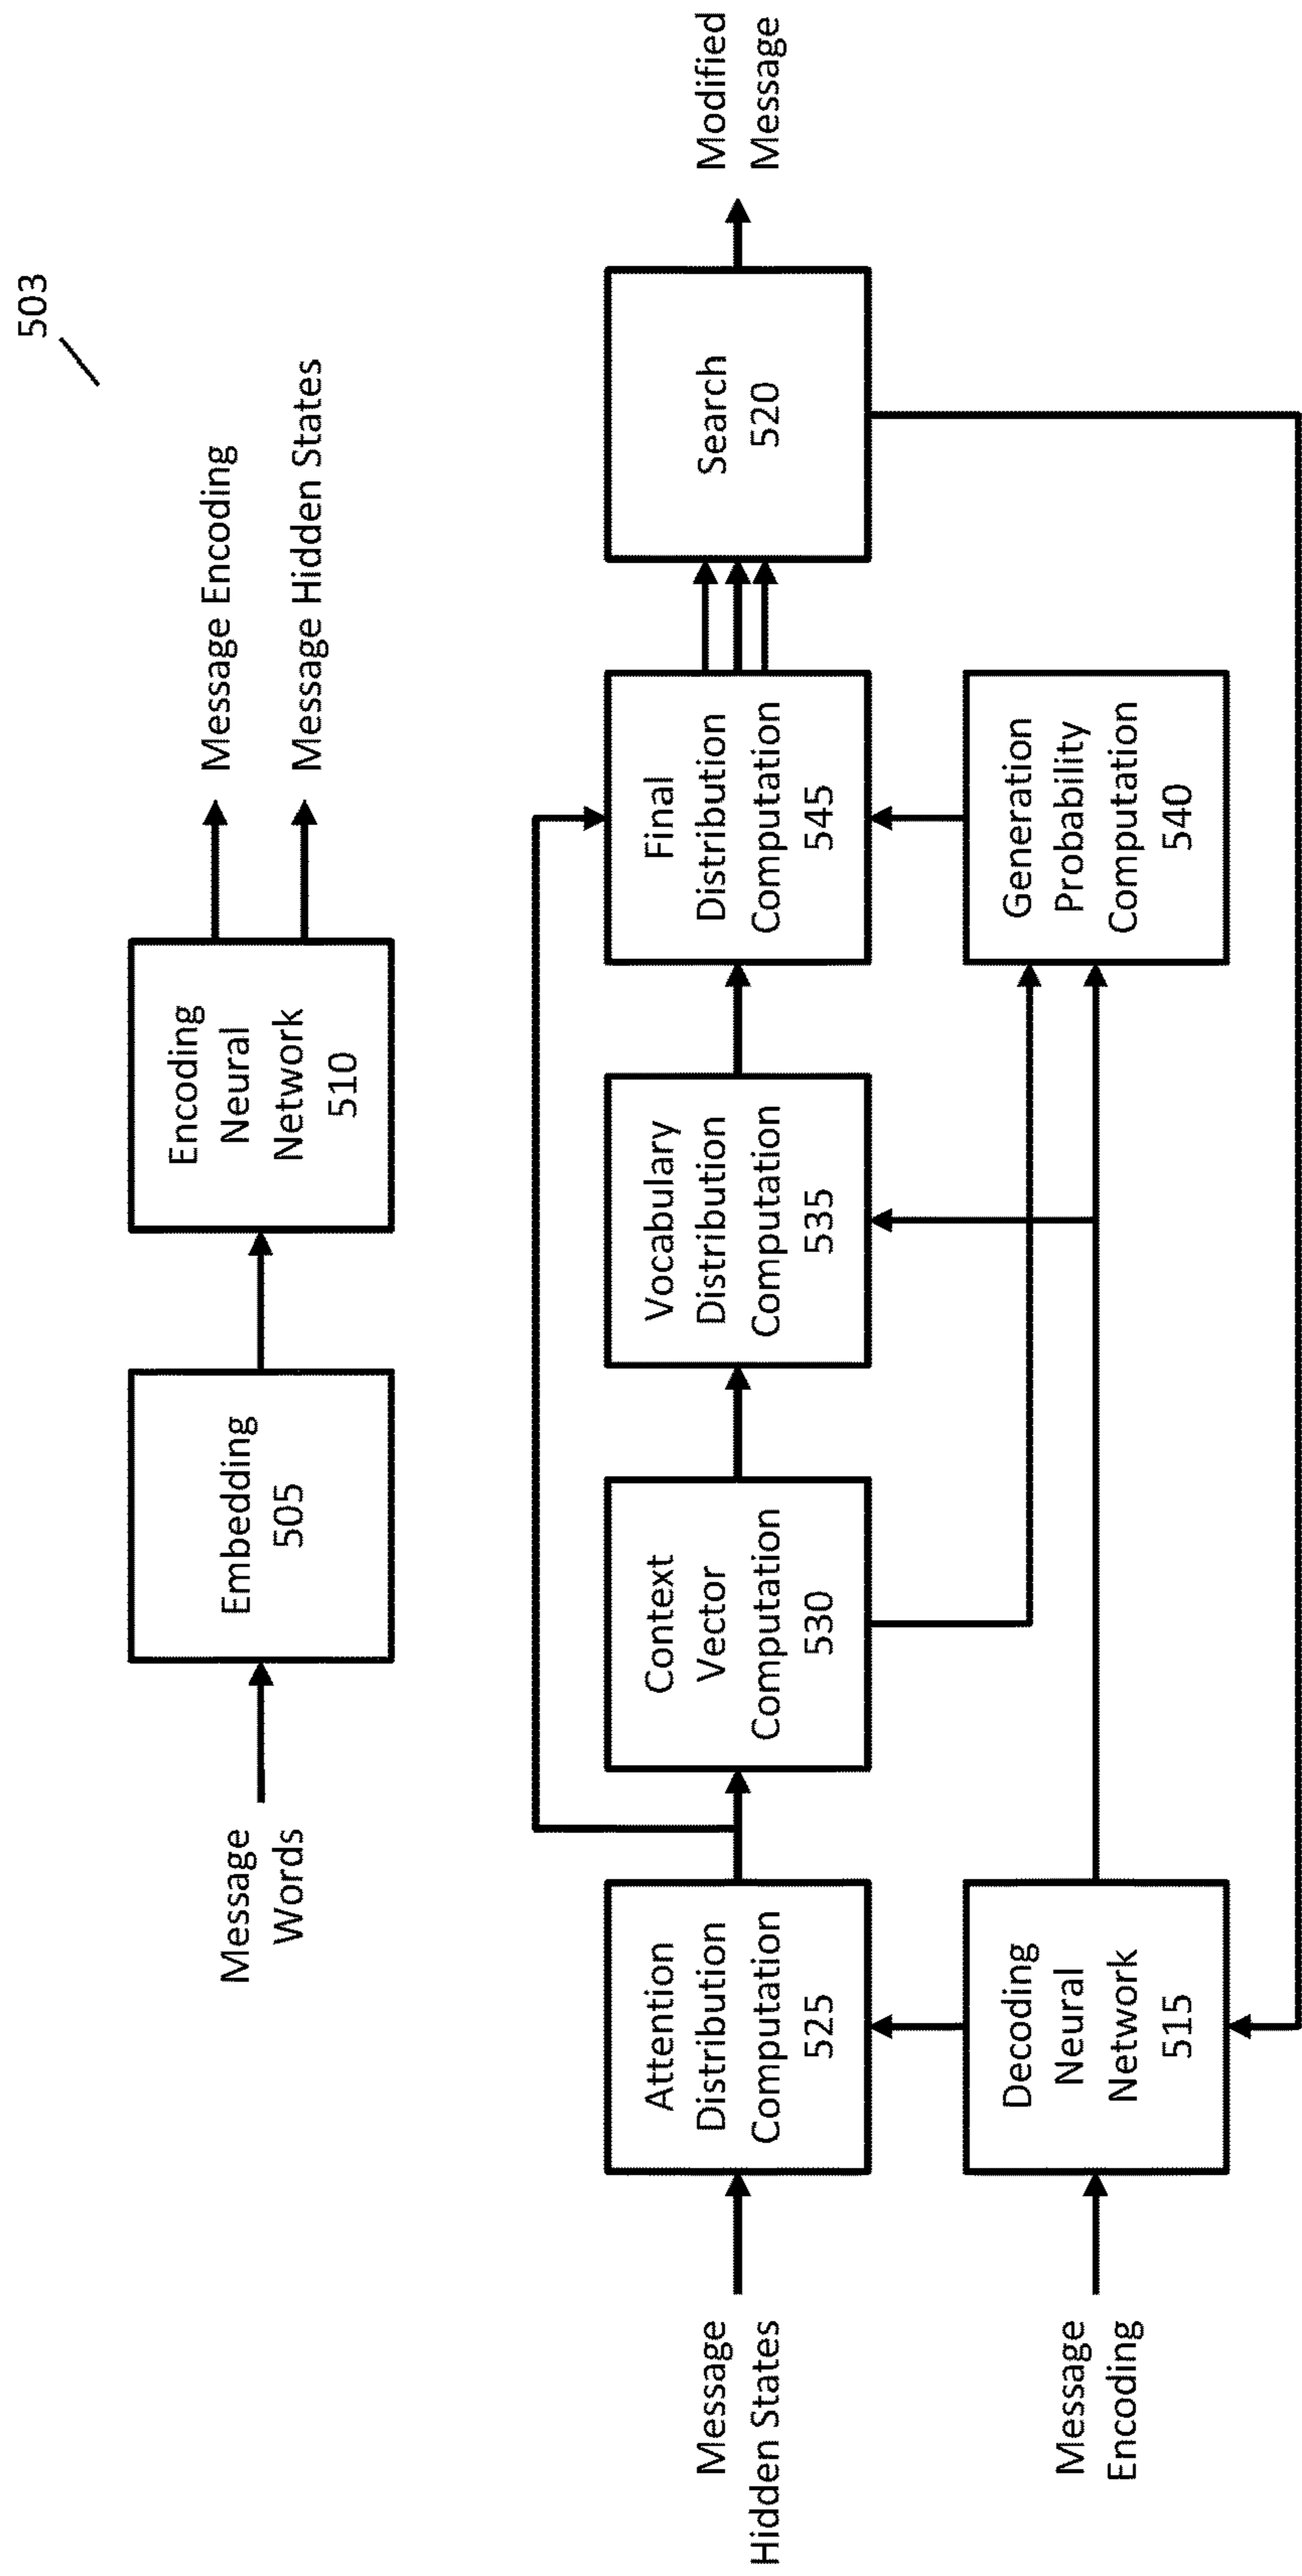 503
Message
Words
Embedding
505
Encoding
Neural
Network
510
Message Encoding
Message Hidden States
Message
Hidden States
Attention
Distribution
Computation
525
Context
Vector
Computation
530
Vocabulary
Distribution
Computation
535
Final
Distribution
Computation
545
Search
520
Modified
Message
Message
Encoding
Decoding
Neural
Network
515
Generation
Probability
Computation
540